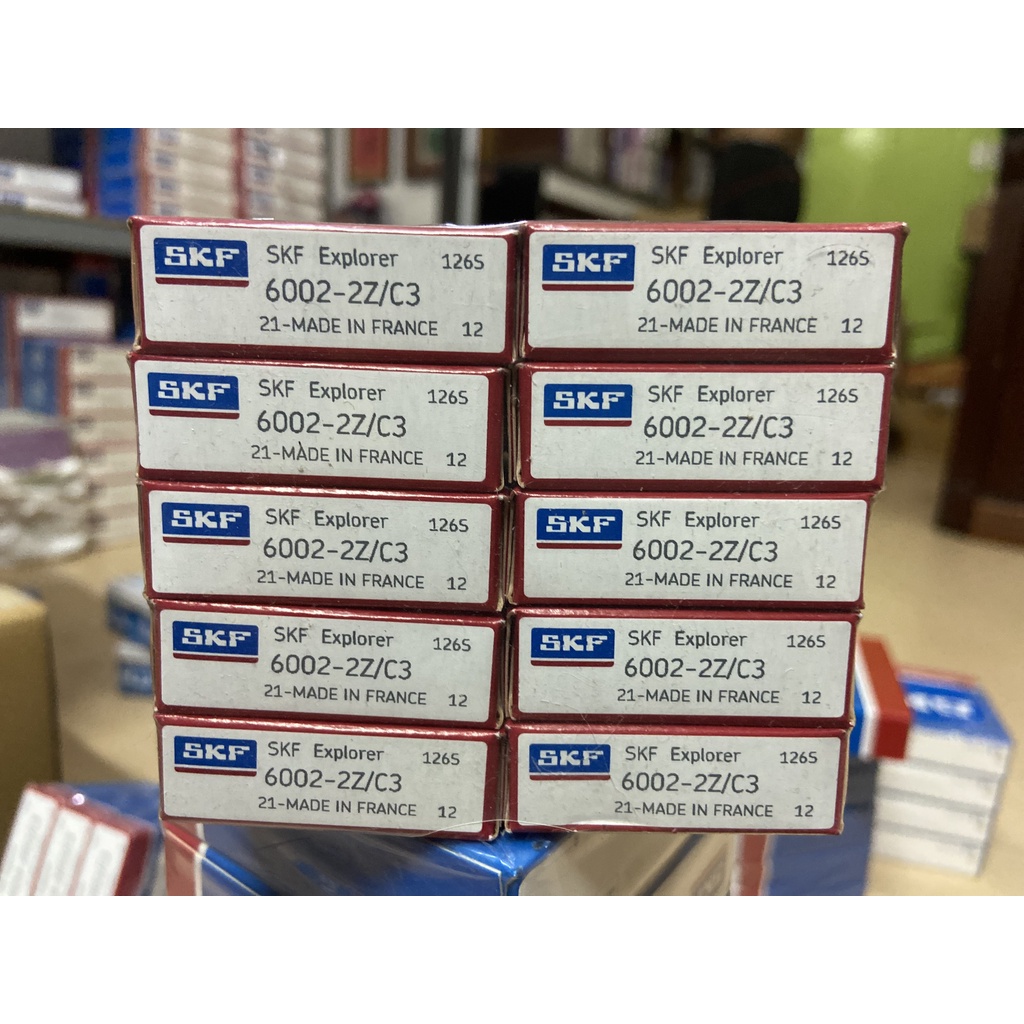 SKF SKF Explorer 126S
6002-2Z/C3
21-MADE IN FRANCE 12
SKF SKF Explorer 126S
6002-2Z/C3
21-MADE IN FRANCE 12
SKF SKF Explorer 126S
6002-2Z/C3
21-MADE IN FRANCE 12
SKF SKF Explorer 126S
6002-2Z/C3
21-MADE IN FRANCE 12
SKF SKF Explorer 126S
6002-2Z/C3
21-MADE IN FRANCE 12
SKF SKF Explorer 126S
6002-2Z/C3
21-MADE IN FRANCE 12
SKF SKF Explorer 126S
6002-2Z/C3
21-MADE IN FRANCE 12
SKF SKF Explorer 126S
6002-2Z/C3
21-MADE IN FRANCE 12
SKF SKF Explorer 126S
6002-2Z/C3
21-MADE IN FRANCE 12
SKF SKF Explorer 126S
6002-2Z/C3
21-MADE IN FRANCE 12